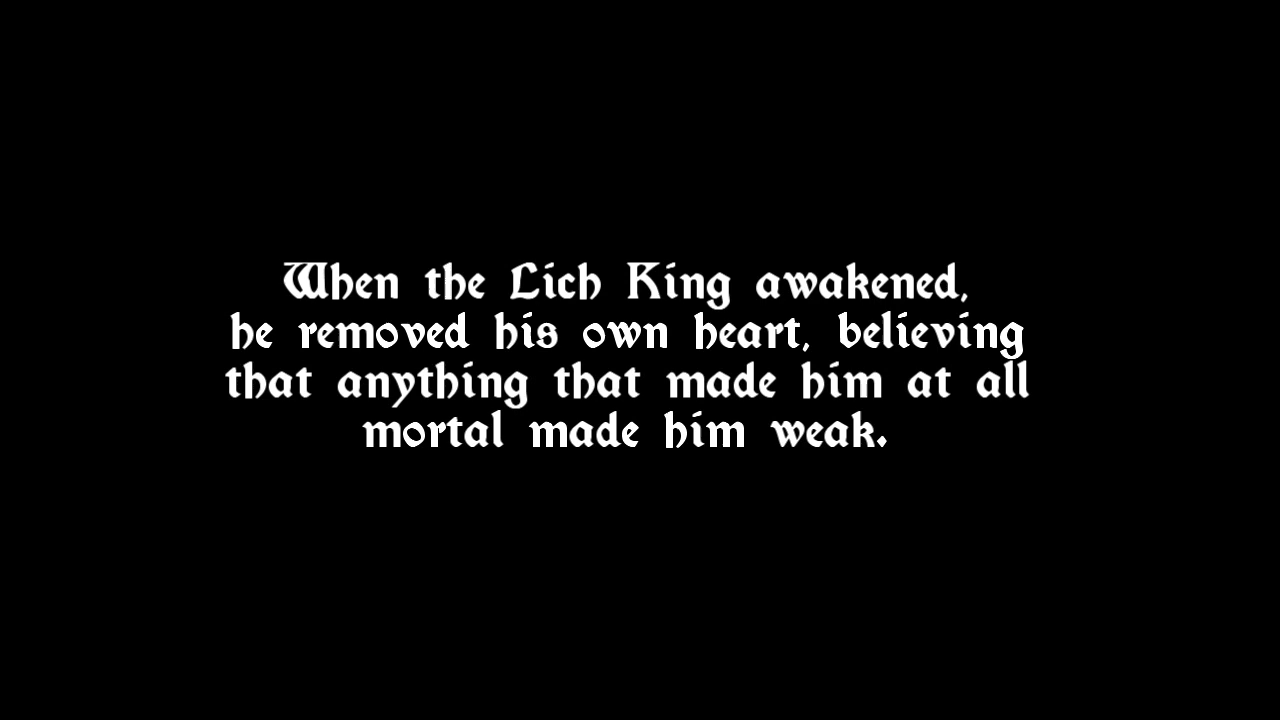 When the Lich King awakened,
he removed his own heart, believing
that anything that made him at all
mortal made him weak.